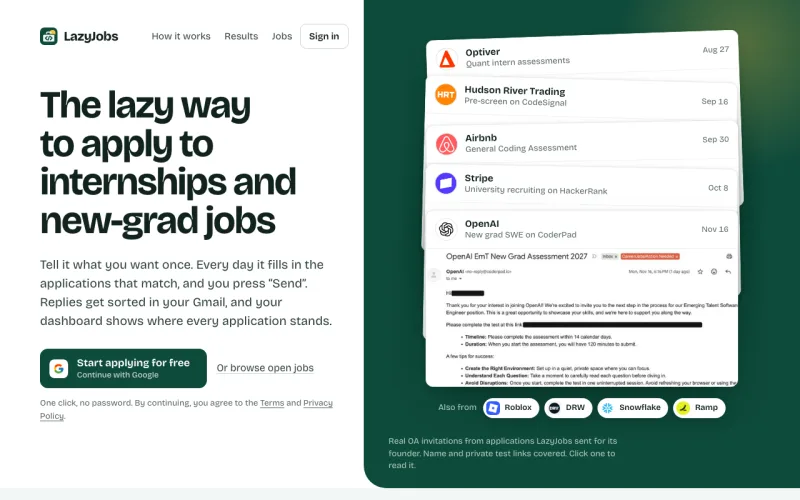 LazyJobs
How it works
Results
Jobs
Sign in
The lazy way
to apply to
internships and
new-grad jobs
Tell it what you want once. Every day it fills in the
applications that match, and you press “Send”.
Replies get sorted in your Gmail, and your
dashboard shows where every application stands.
Start applying for free
Continue with Google
Or browse open jobs
One click, no password. By continuing, you agree to the Terms and Privacy
Policy.
Optiver
Quant intern assessments
Aug 27
HRT
Hudson River Trading
Pre-screen on CodeSignal
Sep 16
Airbnb
General Coding Assessment
Sep 30
Stripe
University recruiting on HackerRank
Oct 8
OpenAI
New grad SWE on CoderPad
Nov 16
OpenAI EmT New Grad Assessment 2027
Inbox x
OpenAI
to me
Hi
Thank you for your interest in joining OpenAI! We're excited to invite you to the next step in the process for our Emerging Talent Software
Engineer position. This is a great opportunity to showcase your skills, and we're here to support you along the way.
Please complete the test at this link
• Timeline: Please complete the assessment within 14 calendar days.
• Duration: When you start the assessment, you will have 120 minutes to submit.
A few tips for success:
• Create the Right Environment: Set up in a quiet, private space where you can focus.
• Understand Each Question: Take a moment to carefully read each question before diving in.
• Avoid Disruptions: Once you start, complete the test in one uninterrupted session. Avoid refreshing your browser or using the
Also from
Roblox
DRW
DRW
Snowflake
Ramp
Real OA invitations from applications LazyJobs sent for its
founder. Name and private test links covered. Click one to
read it.